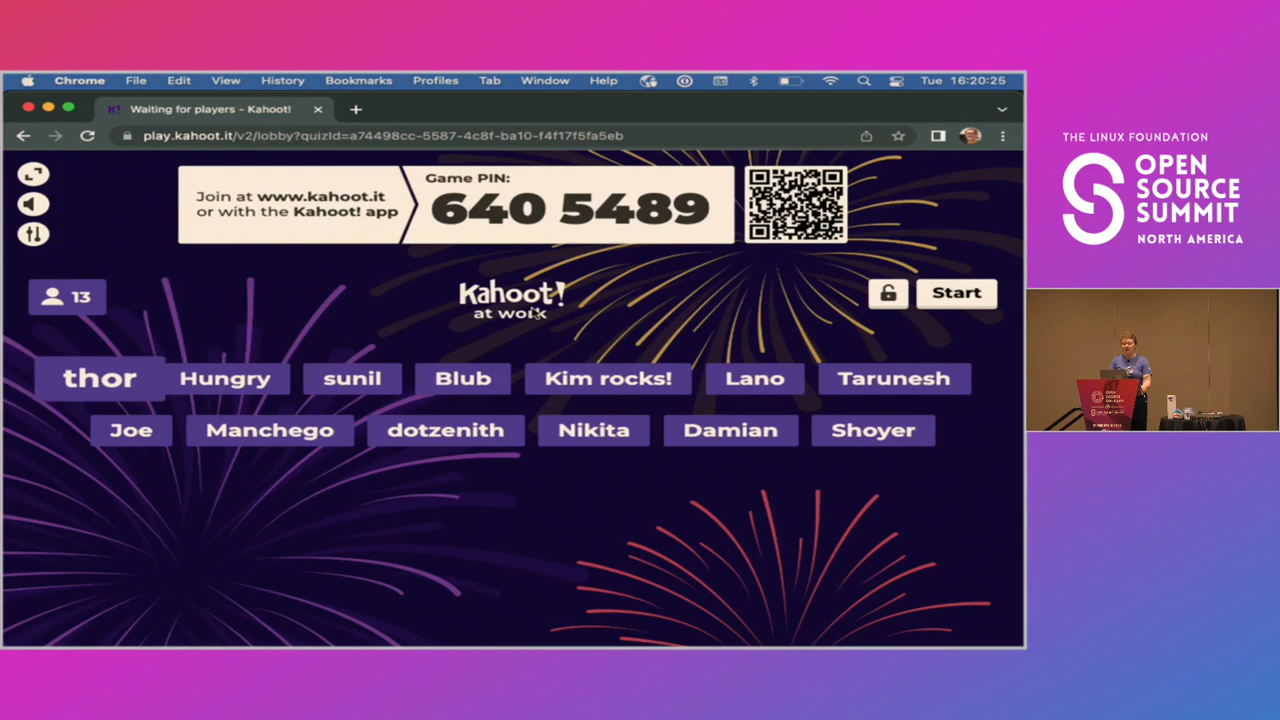 Chrome File Edit View History Bookmarks Profiles Tab Window Help Tue 16:20:25
Waiting for players - Kahoot!
play.kahoot.it/v2/lobby?quizId=a74498cc-5587-4c8f-ba10-f4f17f5fa5eb
Join at www.kahoot.it
or with the Kahoot! app
Game PIN:
640 5489
13
Kahoot!
at work
Start
thor Hungry sunil Blub Kim rocks! Lano Tarunesh
Joe Manchego dotzenith Nikita Damian Shoyer
THE LINUX FOUNDATION
OPEN
SOURCE
SUMMIT
NORTH AMERICA